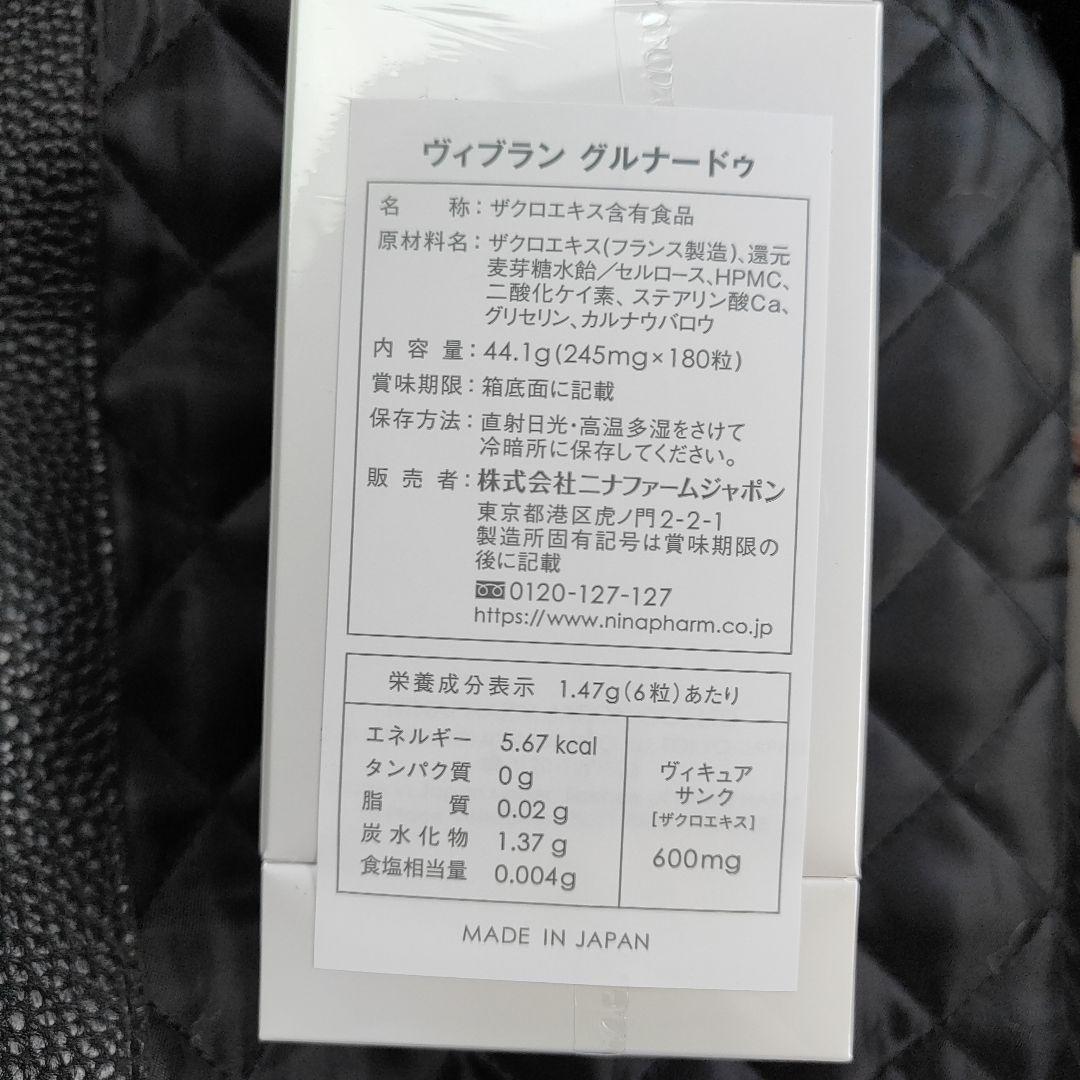 ヴィブラン グルナードゥ
名 称：ザクロエキス含有食品
原材料名：ザクロエキス(フランス製造)、還元
麦芽糖水飴／セルロース、HPMC、
二酸化ケイ素、ステアリン酸Ca、
グリセリン、カルナウバロウ
内容量：44.1g(245mg×180粒)
賞味期限：箱底面に記載
保存方法：直射日光・高温多湿をさけて
冷暗所に保存してください。
販売者：株式会社ニナファームジャポン
東京都港区虎ノ門2-2-1
製造所固有記号は賞味期限の
後に記載
0120-127-127
https://www.ninapharm.co.jp
栄養成分表示 1.47g(6粒)あたり
エネルギー 5.67 kcal
タンパク質 0 g
脂質 0.02 g
炭水化物 1.37 g
食塩相当量 0.004g
ヴィキュア
サンク
[ザクロエキス]
600mg
MADE IN JAPAN